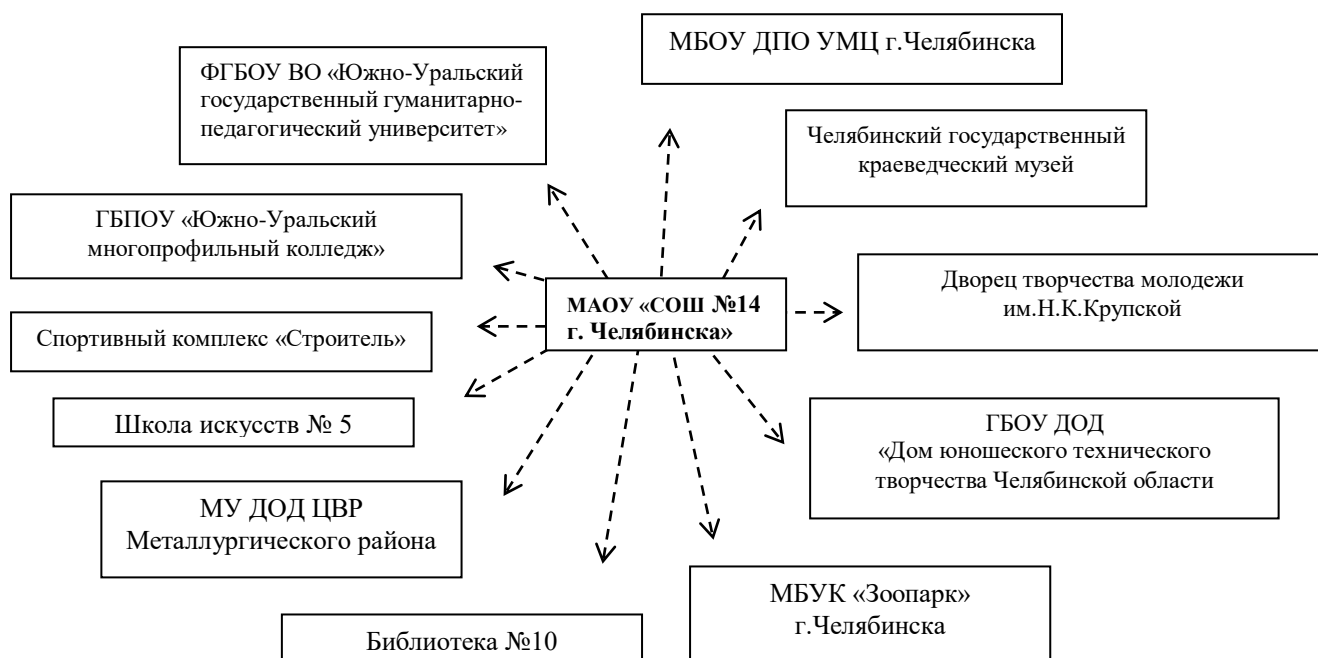 МБОУ ДПО УМЦ г.Челябинска
ФГБОУ ВО «Южно-Уральский
государственный гуманитарно-
педагогический университет»
Челябинский государственный
краеведческий музей
ГБПОУ «Южно-Уральский
многопрофильный колледж»
Дворец творчества молодежи
им.Н.К.Крупской
МАОУ «СОШ №14
г. Челябинска»
Спортивный комплекс «Строитель»
Школа искусств № 5
ГБОУ ДОД
«Дом юношеского технического
творчества Челябинской области
МУ ДОД ЦВР
Металлургического района
МБУК «Зоопарк»
г.Челябинска
Библиотека №10